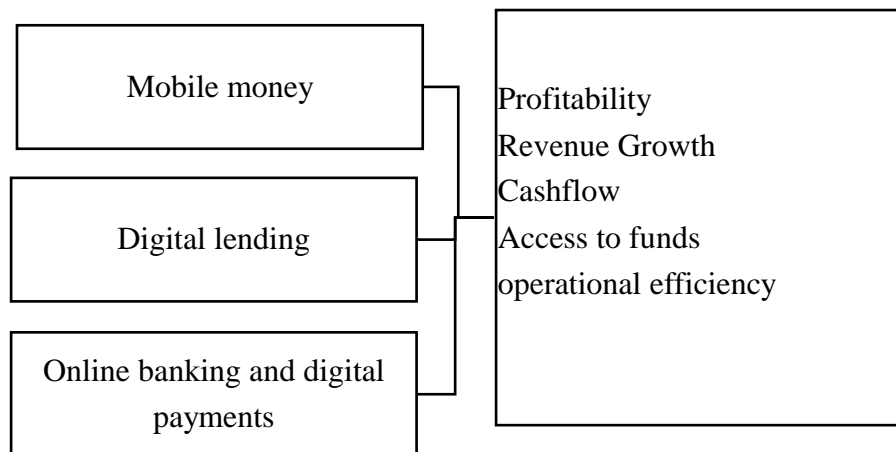 Mobile money
Digital lending
Online banking and digital
payments
Profitability
Revenue Growth
Cashflow
Access to funds
operational efficiency